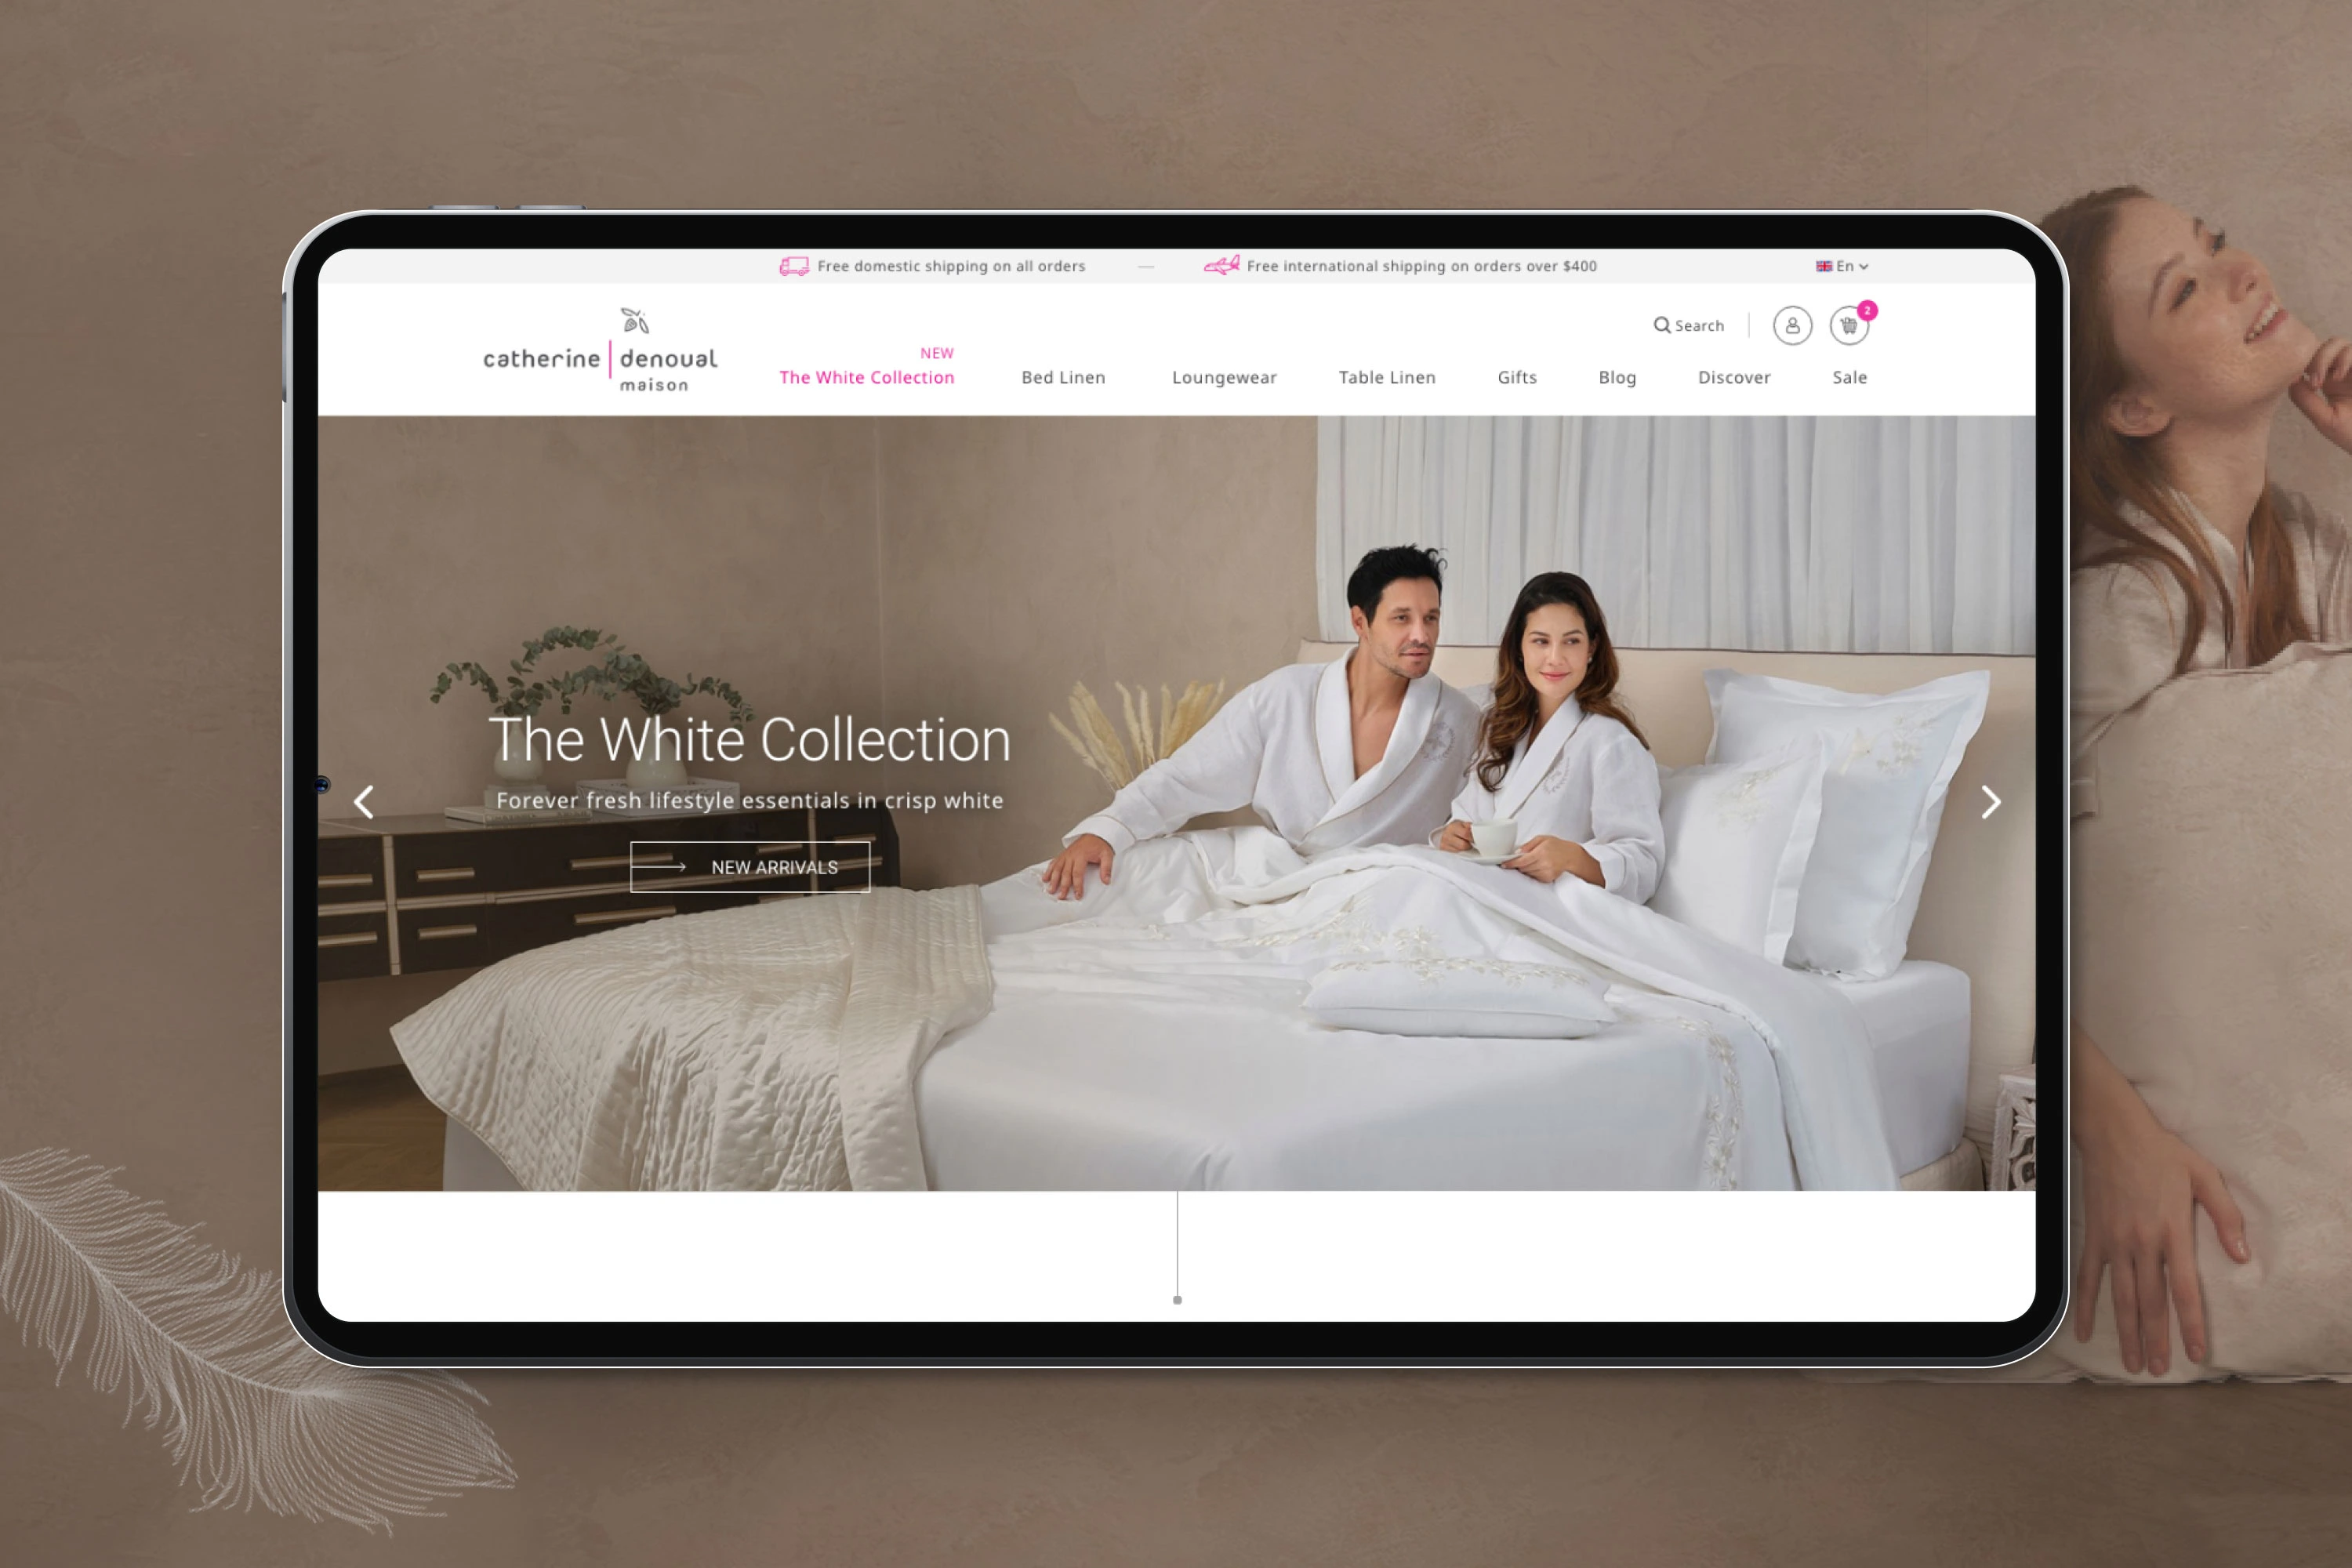 Free domestic shipping on all orders — Free international shipping on orders over $400
En
Search
2
catherine | denoual
maison
NEW
The White Collection Bed Linen Loungewear Table Linen Gifts Blog Discover Sale
The White Collection
Forever fresh lifestyle essentials in crisp white
NEW ARRIVALS